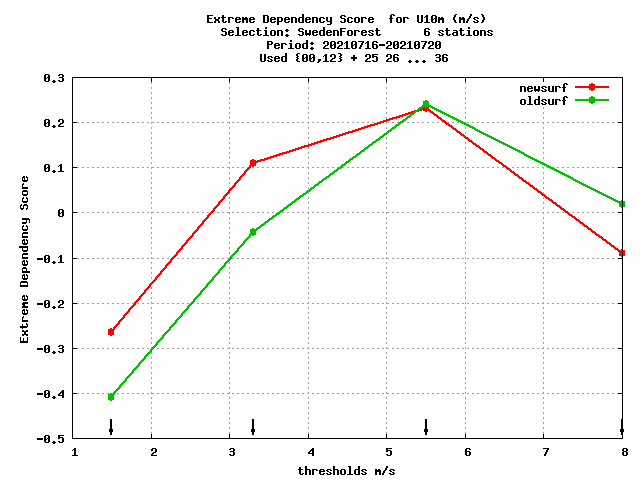 Extreme Dependency Score for U10m (m/s)
Selection: SwedenForest 6 stations
Period: 20210716-20210720
Used {00,12} + 25 26 ... 36
newsurf
oldsurf
Extreme Dependency Score
0.3
0.2
0.1
0
-0.1
-0.2
-0.3
-0.4
-0.5
1 2 3 4 5 6 7 8
thresholds m/s